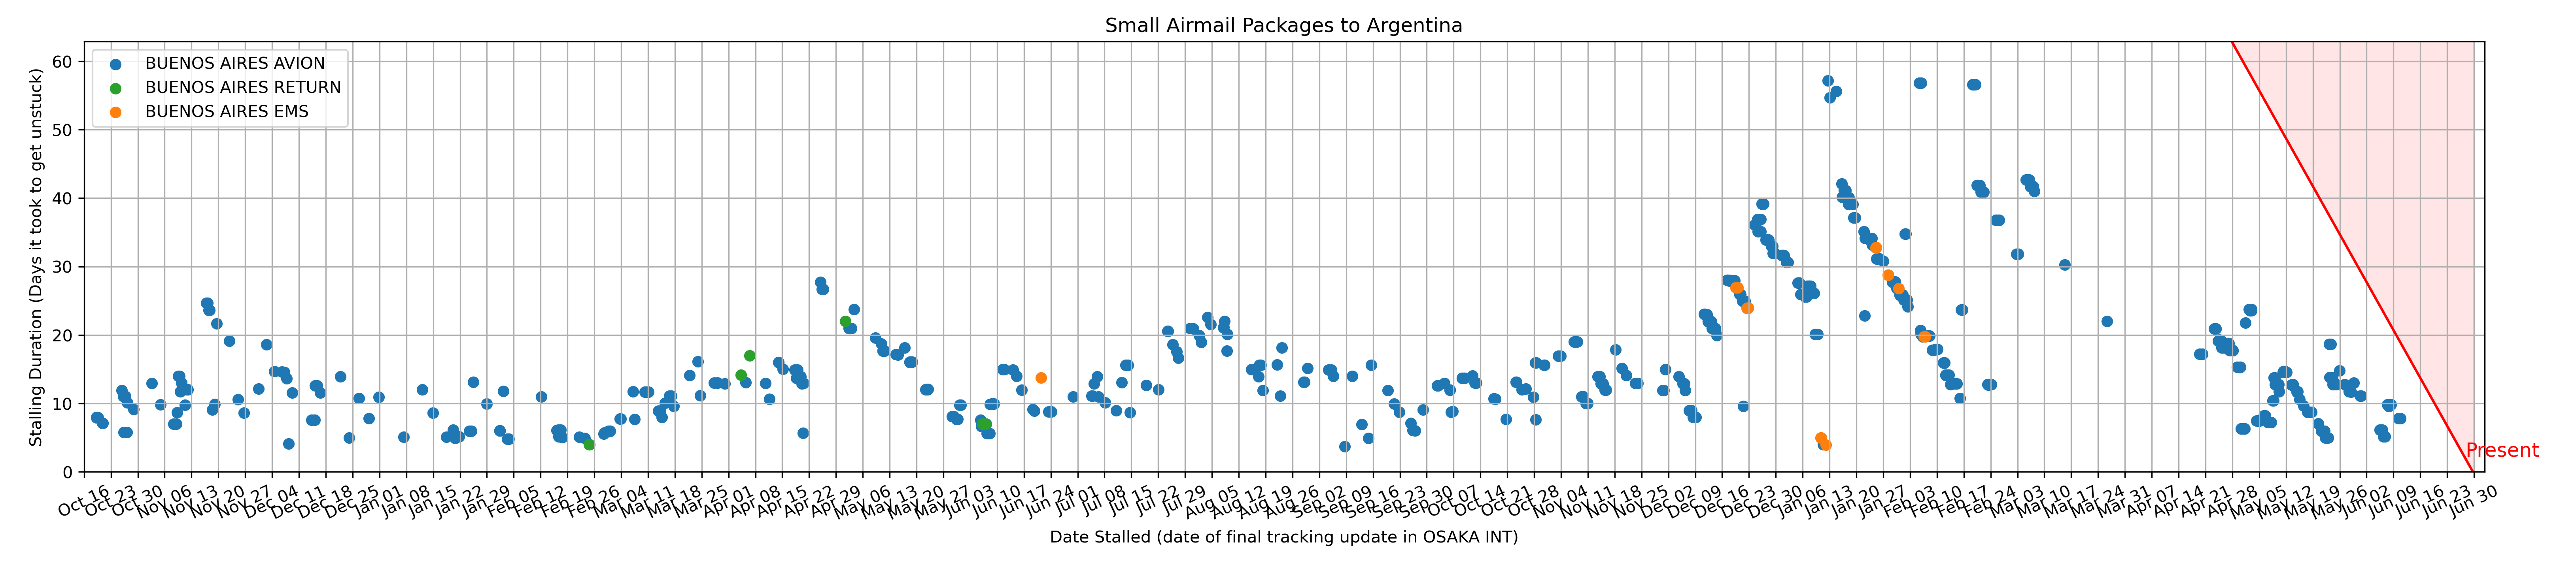 Small Airmail Packages to Argentina
Stalling Duration (Days it took to get unstuck)
60
50
40
30
20
10
0
BUENOS AIRES AVION
BUENOS AIRES RETURN
BUENOS AIRES EMS
Present
Oct 16
Oct 23
Oct 30
Nov 06
Nov 13
Nov 20
Nov 27
Dec 04
Dec 11
Dec 18
Dec 25
Jan 01
Jan 08
Jan 15
Jan 22
Jan 29
Feb 05
Feb 12
Feb 19
Feb 26
Mar 04
Mar 11
Mar 18
Mar 25
Apr 01
Apr 08
Apr 15
Apr 22
Apr 29
May 06
May 13
May 20
May 27
Jun 03
Jun 10
Jun 17
Jun 24
Jul 01
Jul 08
Jul 15
Jul 22
Jul 29
Aug 05
Aug 12
Aug 19
Aug 26
Sep 02
Sep 09
Sep 16
Sep 23
Sep 30
Oct 07
Oct 14
Oct 21
Oct 28
Nov 04
Nov 11
Nov 18
Nov 25
Dec 02
Dec 09
Dec 16
Dec 23
Dec 30
Jan 06
Jan 13
Jan 20
Jan 27
Feb 03
Feb 10
Feb 17
Feb 24
Mar 03
Mar 10
Mar 17
Mar 24
Mar 31
Apr 07
Apr 14
Apr 21
Apr 28
May 05
May 12
May 19
May 26
Jun 02
Jun 09
Jun 16
Jun 23
Jun 30
Date Stalled (date of final tracking update in OSAKA INT)